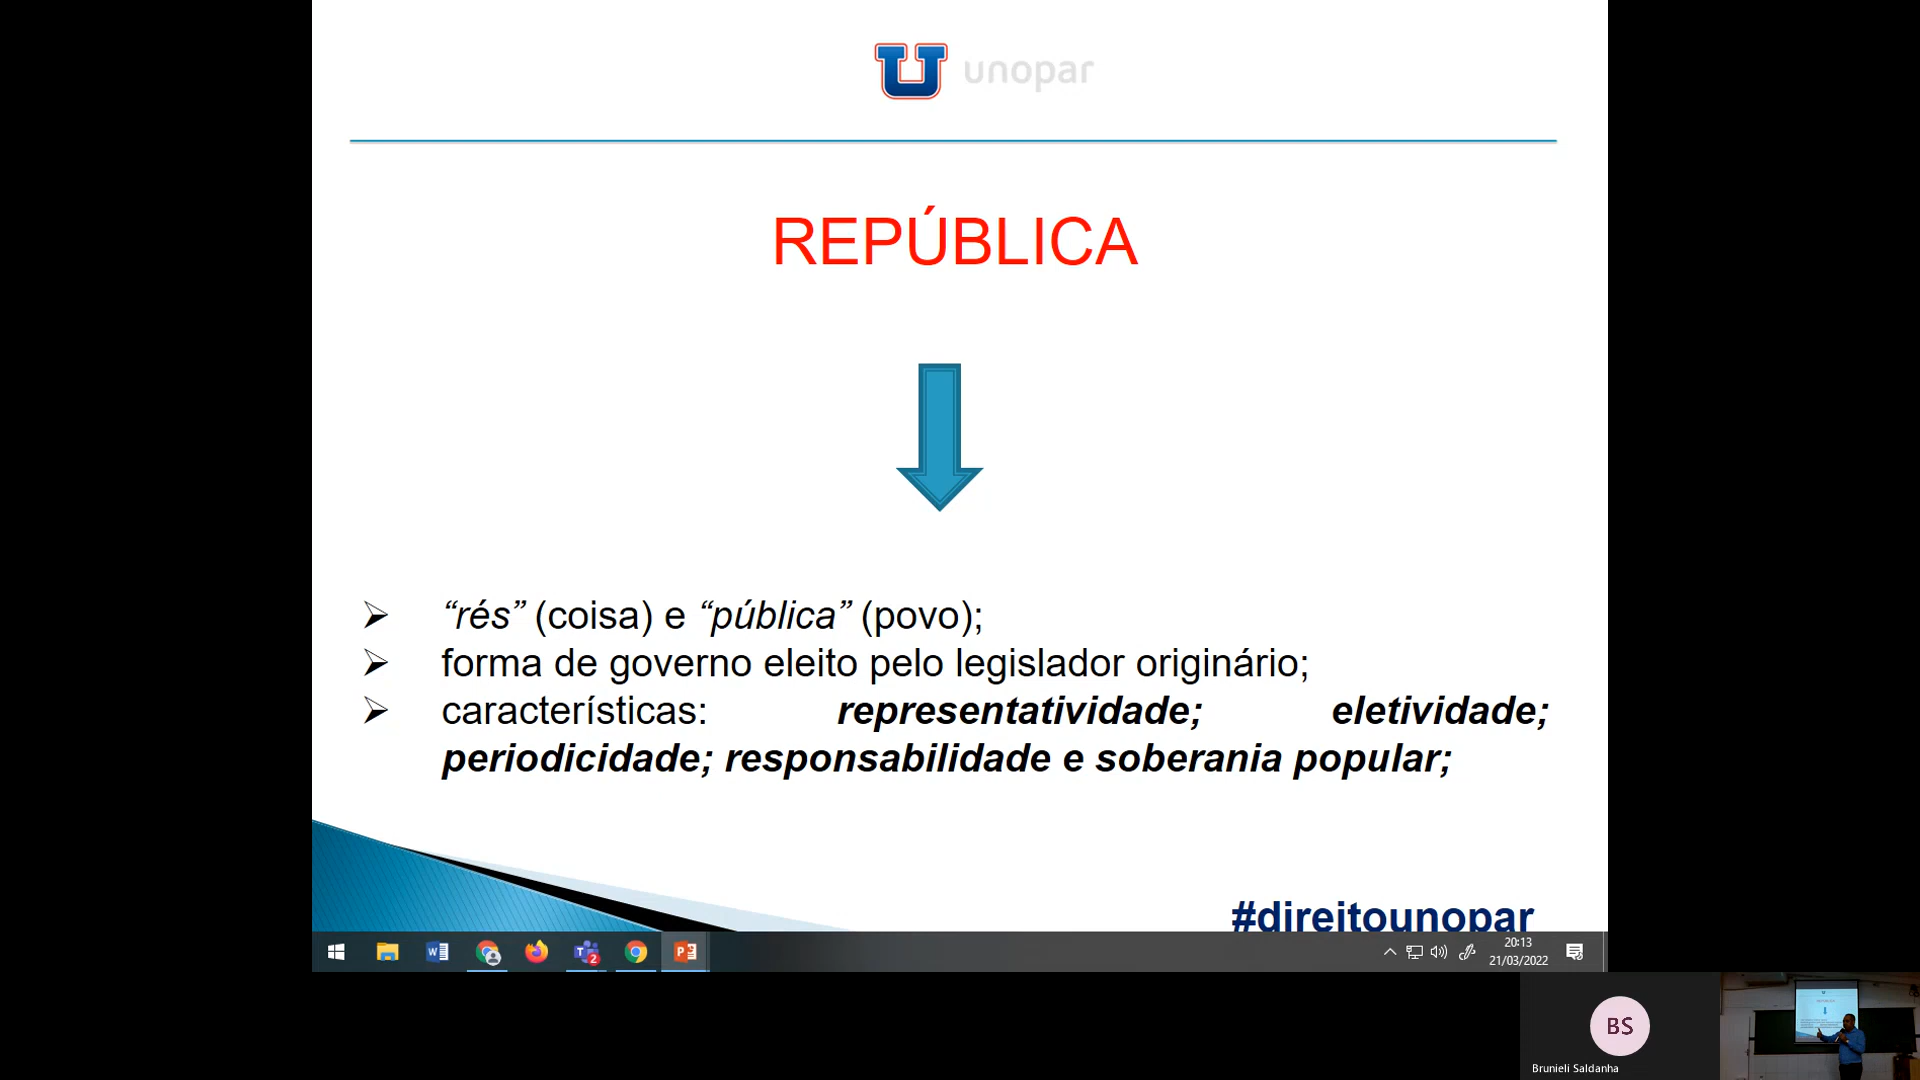 unopar
REPÚBLICA
“rés” (coisa) e “pública” (povo);
forma de governo eleito pelo legislador originário;
características: representatividade; eletividade;
periodicidade; responsabilidade e soberania popular;
#direitounopar
2
20:13
21/03/2022
BS
Brunieli Saldanha